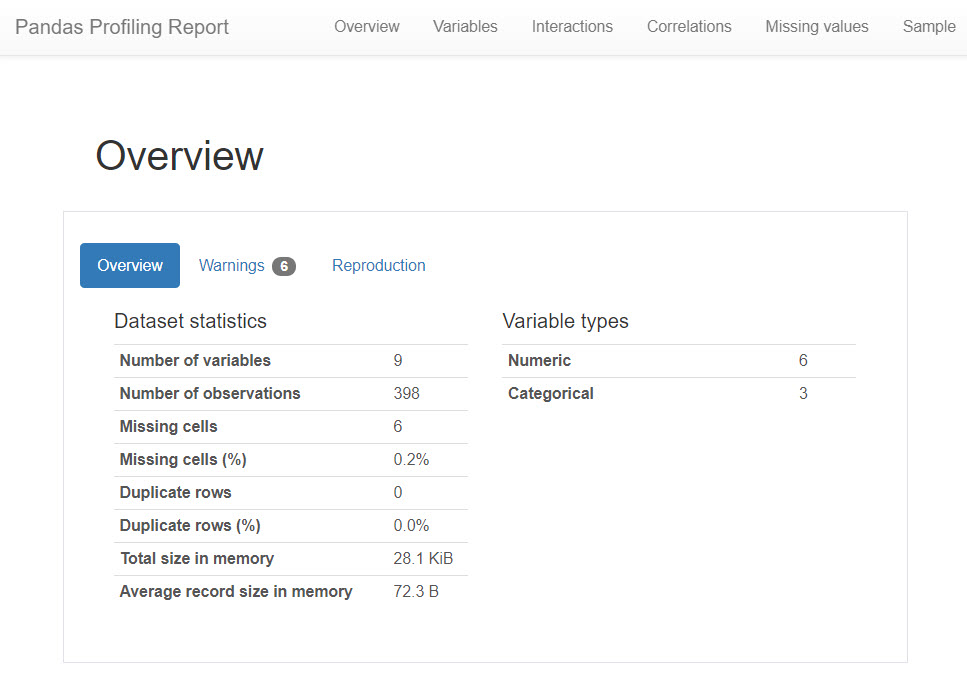 Pandas Profiling Report Overview Variables Interactions Correlations Missing values Sample
Overview
Overview Warnings 6 Reproduction
Dataset statistics
Number of variables 9
Number of observations 398
Missing cells 6
Missing cells (%) 0.2%
Duplicate rows 0
Duplicate rows (%) 0.0%
Total size in memory 28.1 KiB
Average record size in memory 72.3 B
Variable types
Numeric 6
Categorical 3